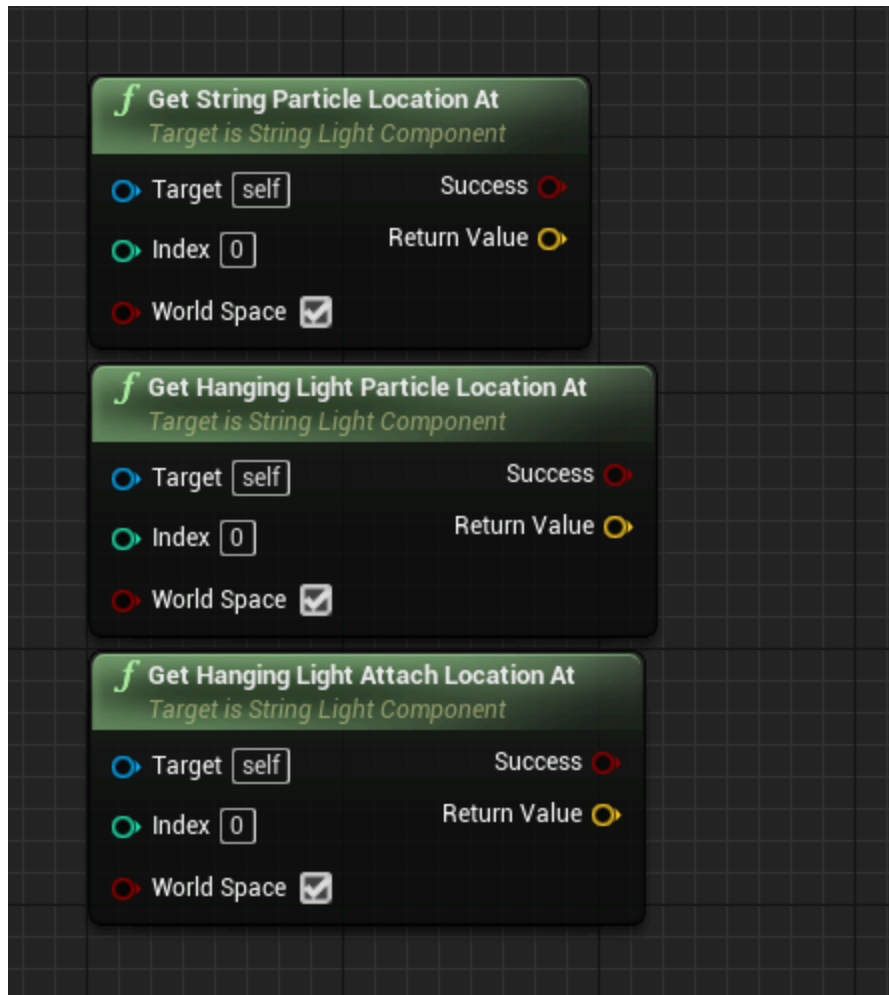 f Get String Particle Location At
Target is String Light Component
Target self Success
Index 0 Return Value
World Space
f Get Hanging Light Particle Location At
Target is String Light Component
Target self Success
Index 0 Return Value
World Space
f Get Hanging Light Attach Location At
Target is String Light Component
Target self Success
Index 0 Return Value
World Space